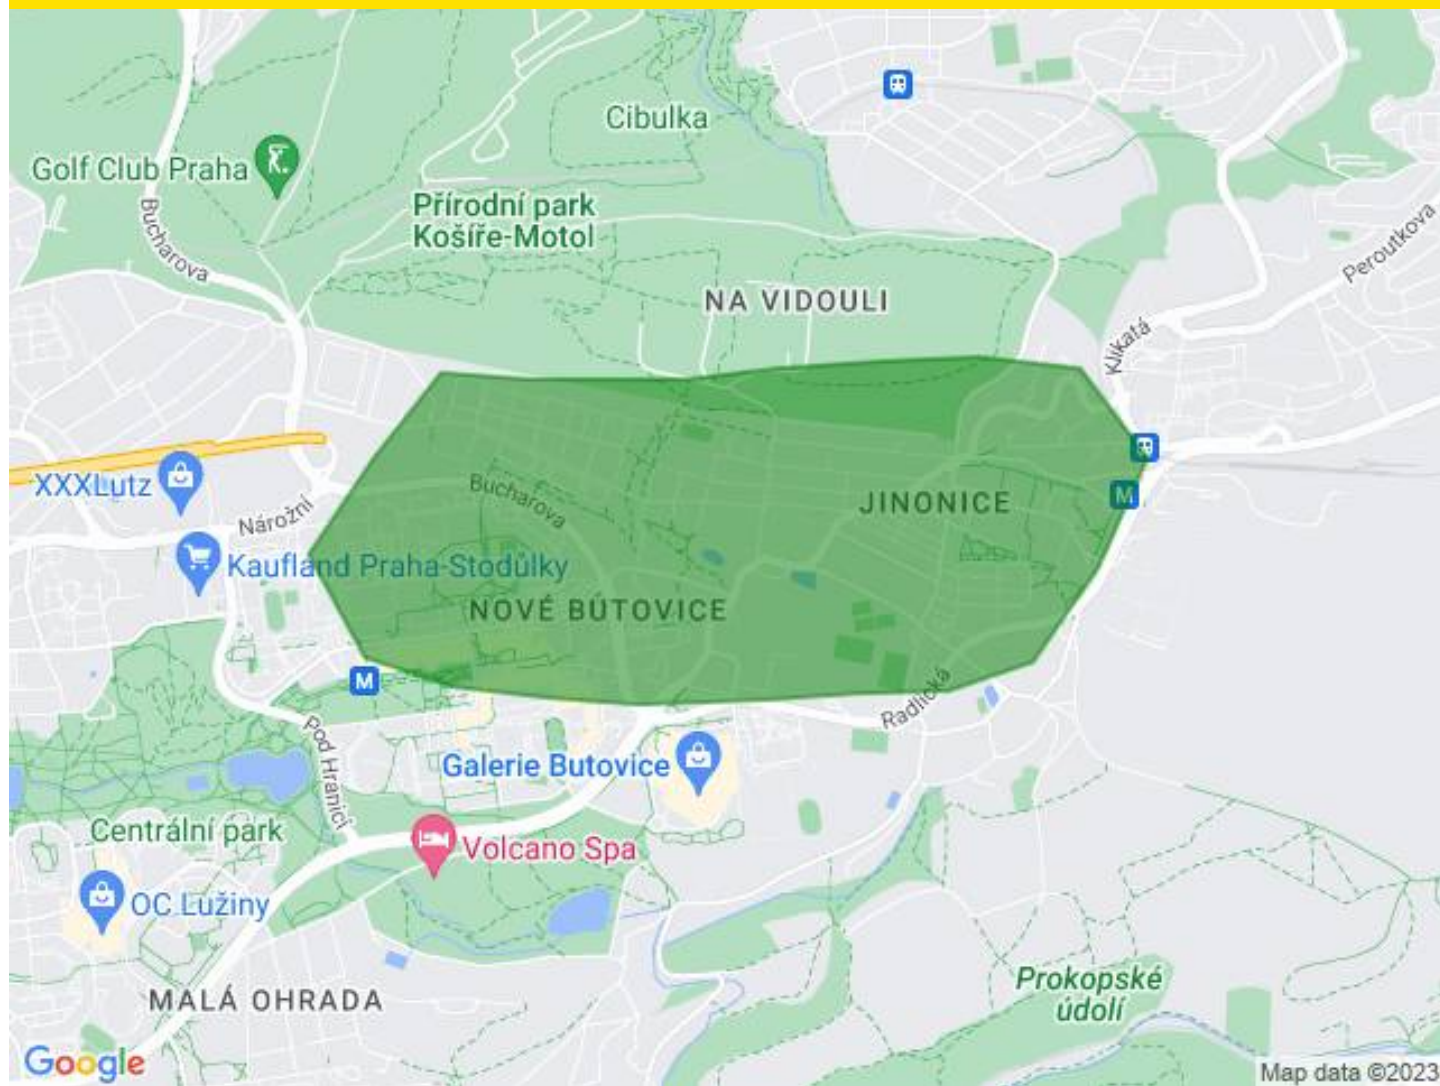 Cibulka
Golf Club Praha
Přírodní park
Košíře-Motol
Bucharova
Peroutkova
NA VIDOULI
Klikatá
XXXLutz
Bucharova
JINONICE
M
Nárožní
Kaufland Praha-Stodůlky
NOVÉ BUTOVICE
M
Radlická
Pod Hranicí
Galerie Butovice
Centrální park
Volcano Spa
OC Lužiny
Prokopské
údolí
MALÁ OHRADA
Google
Map data ©2023